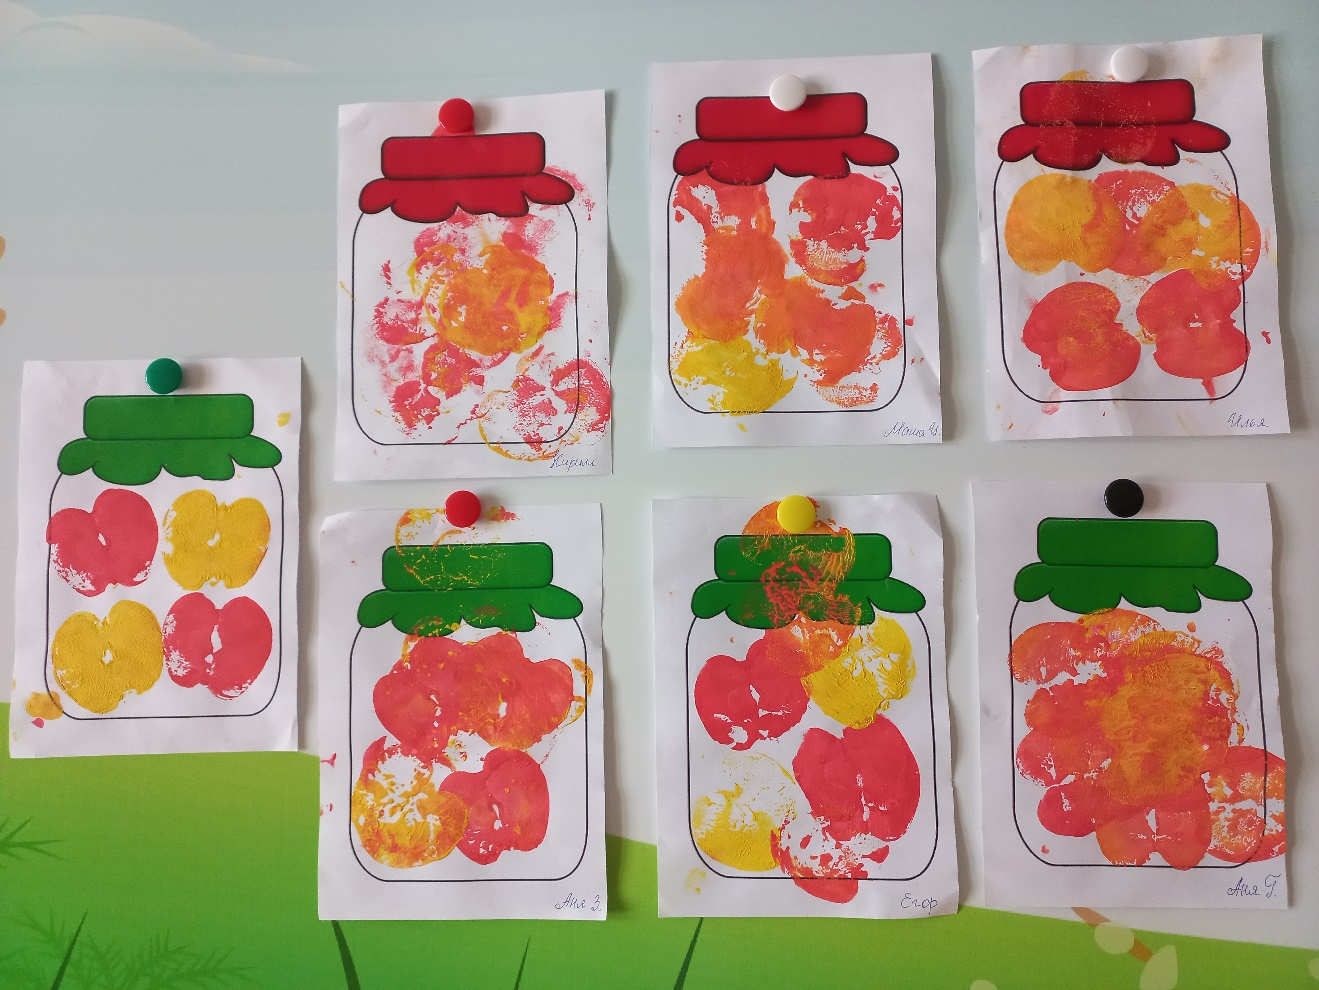 Кирилл
Маша Ч.
Илья
Аня З.
Егор
Аня Г.